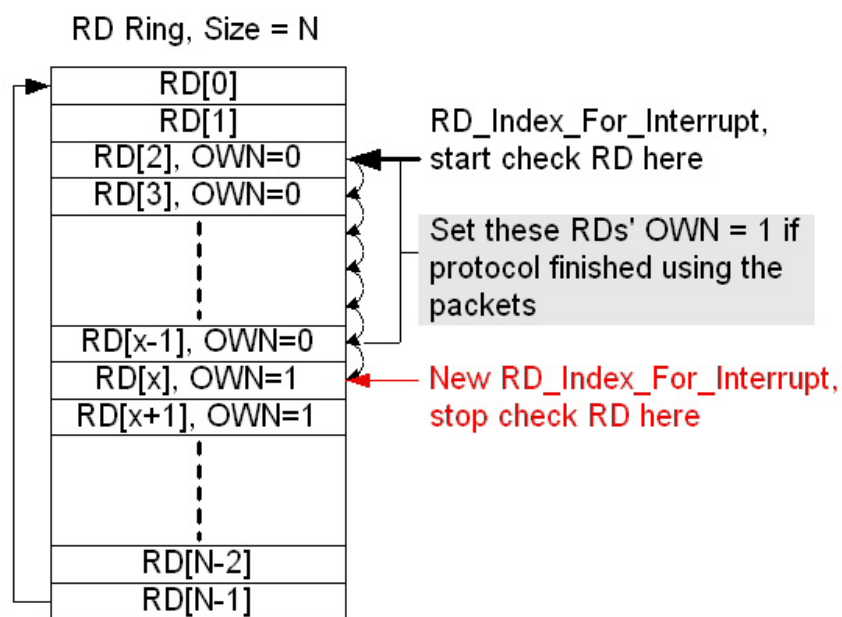 RD Ring, Size = N
RD[0]
RD[1]
RD[2], OWN=0
RD[3], OWN=0
RD[x-1], OWN=0
RD[x], OWN=1
RD[x+1], OWN=1
RD[N-2]
RD[N-1]
RD_Index_For_Interrupt,
start check RD here
Set these RDs' OWN = 1 if
protocol finished using the
packets
New RD_Index_For_Interrupt,
stop check RD here